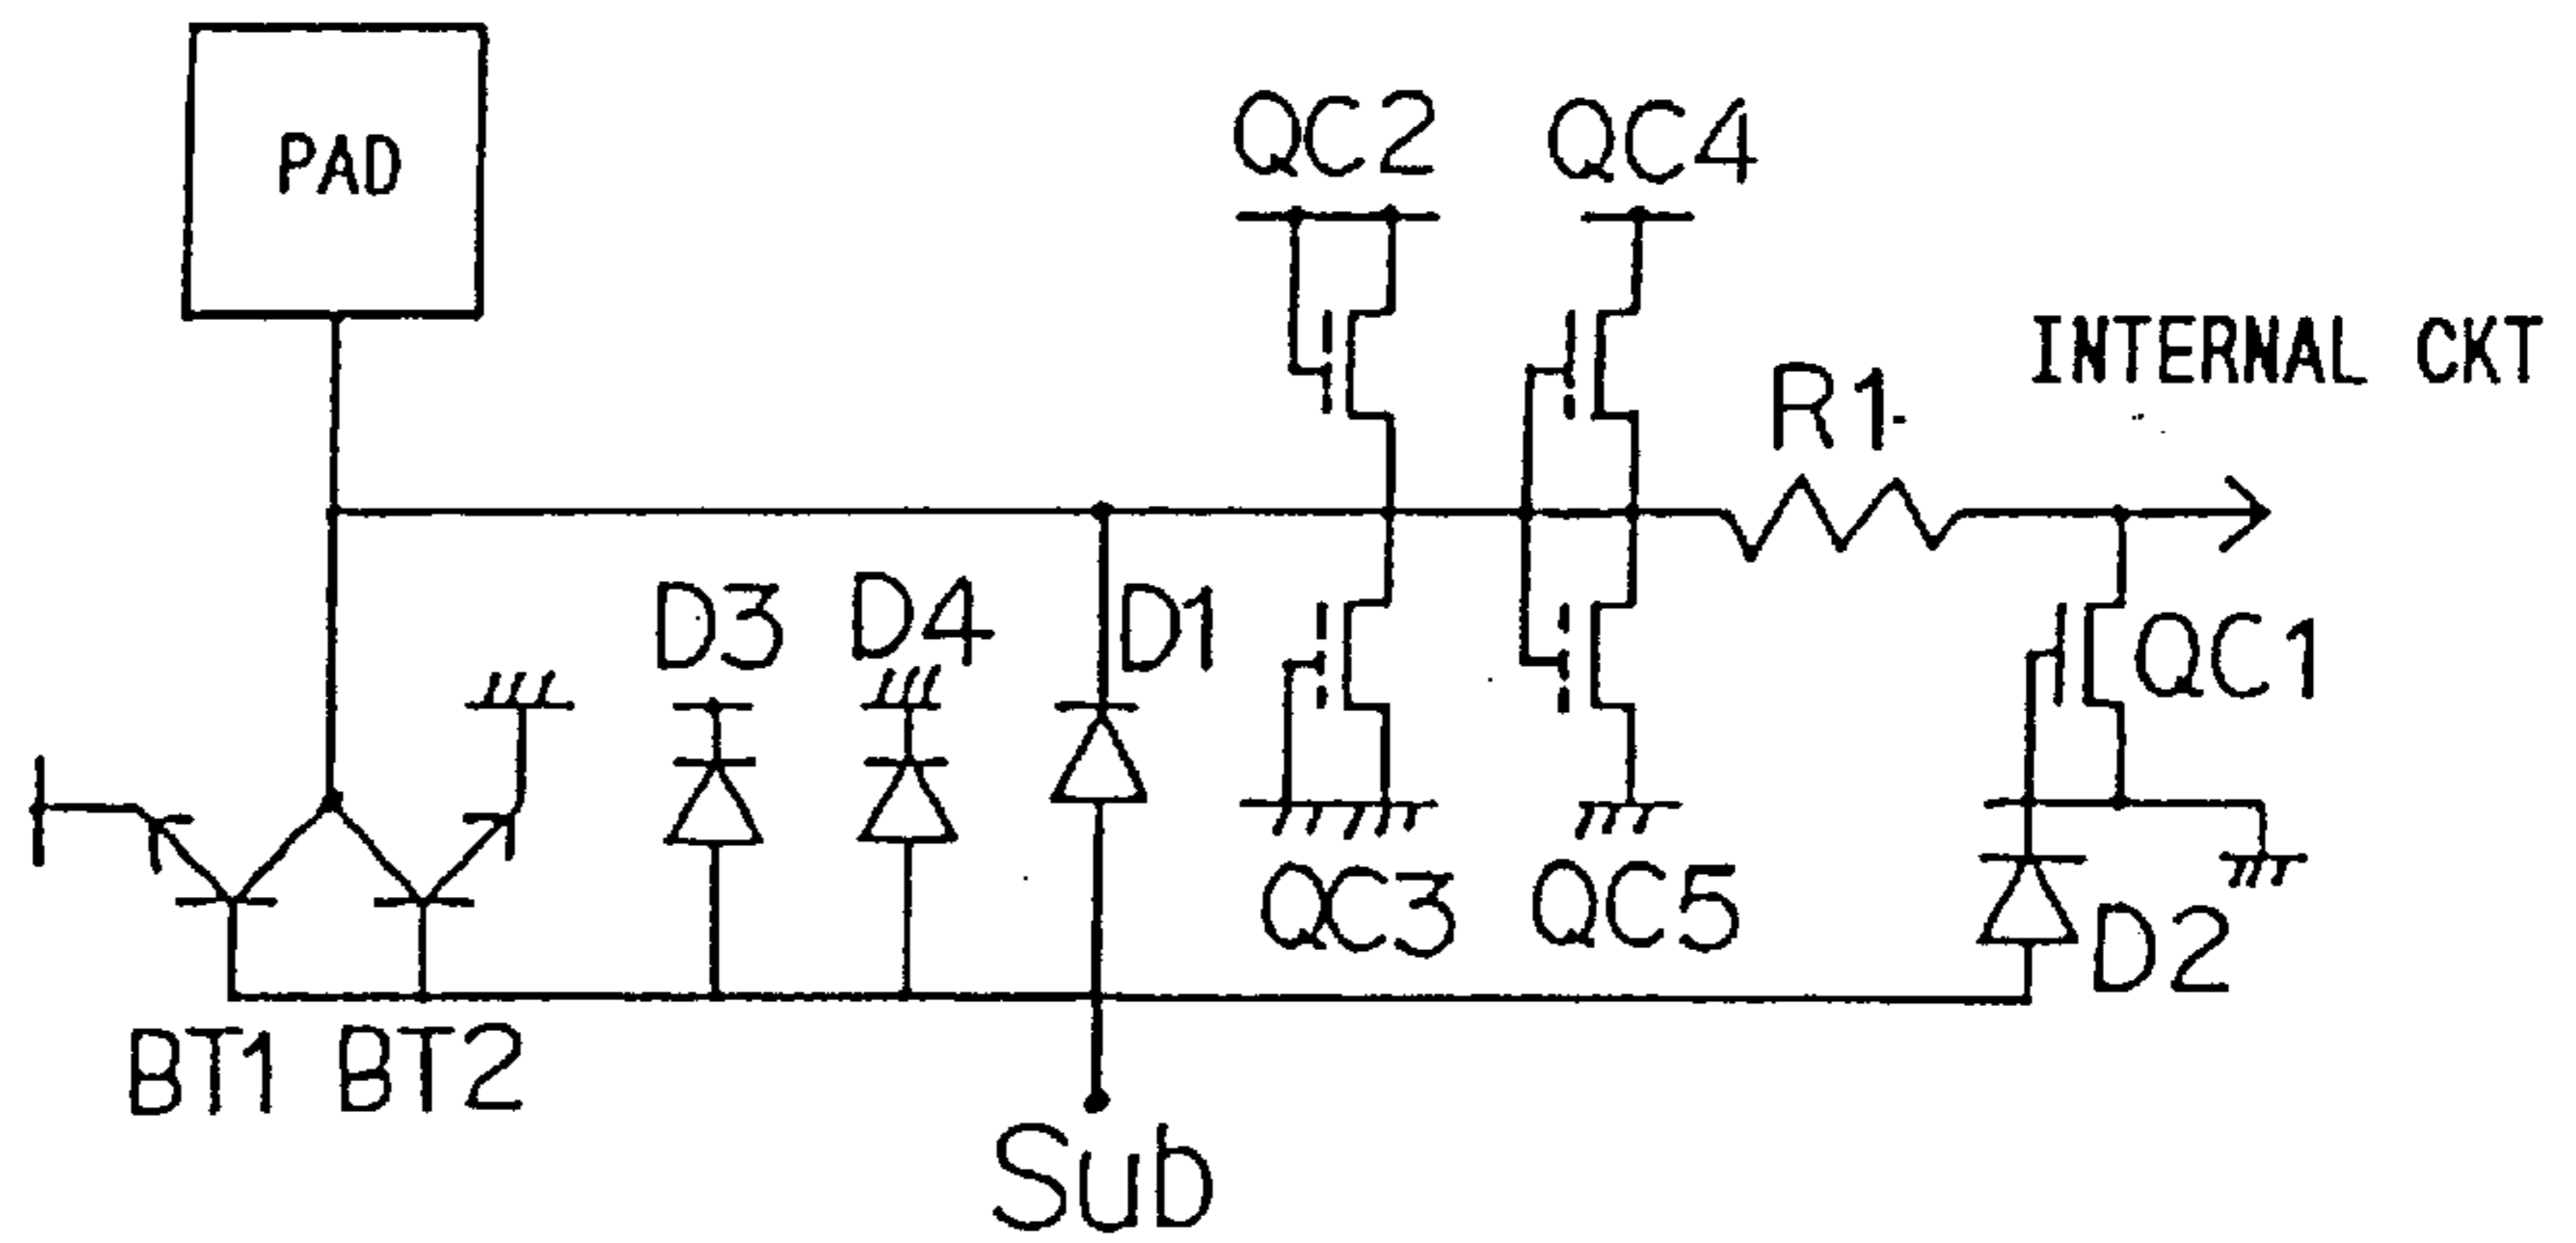 PAD
QC2
QC4
INTERNAL CKT
R1
D3
D4
D1
QC1
QC3
QC5
D2
BT1
BT2
Sub